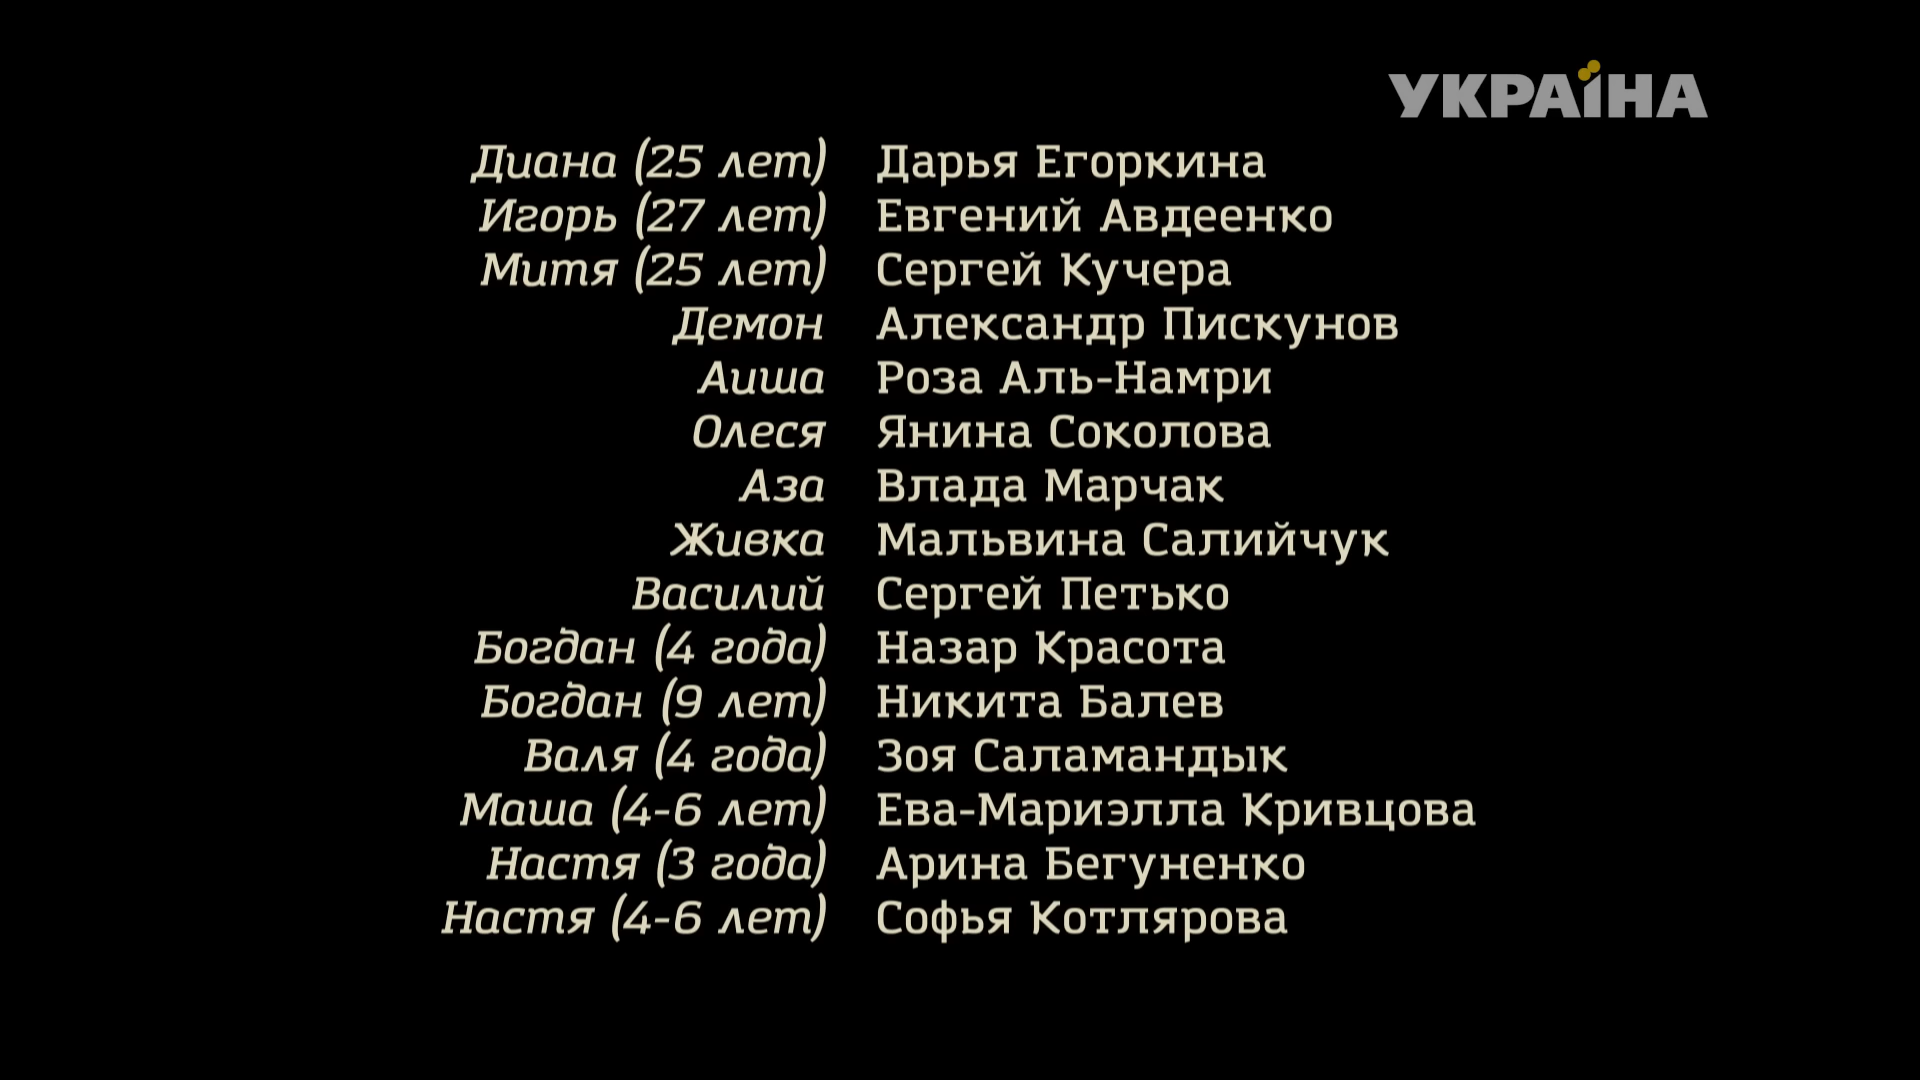 УКРАЇНА
Диана (25 лет) Дарья Егоркина
Игорь (27 лет) Евгений Авдеенко
Митя (25 лет) Сергей Кучера
Демон Александр Пискунов
Аиша Роза Аль-Намри
Олеся Янина Соколова
Аза Влада Марчак
Живка Мальвина Салийчук
Василий Сергей Петько
Богдан (4 года) Назар Красота
Богдан (9 лет) Никита Балев
Валя (4 года) Зоя Саламандык
Маша (4-6 лет) Ева-Мариэлла Кривцова
Настя (3 года) Арина Бегуненко
Настя (4-6 лет) Софья Котлярова